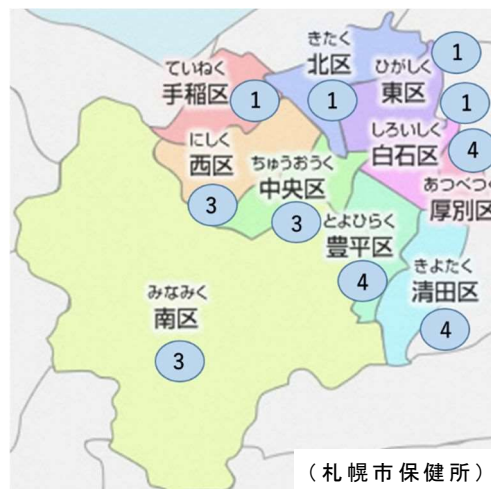 きたく
北区
1
ひがしく
東区
1
ていねく
手稲区
1
1
しろいしく
白石区
4
にしく
西区
3
ちゅうおうく
中央区
3
あつべつく
厚別区
とよひらく
豊平区
4
きよたく
清田区
4
みなみく
南区
3
（札幌市保健所）